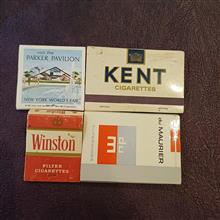 visit the
PARKER PAVILION
NEW YORK WORLD'S FAIR
KENT
CIGARETTES
Winston
FILTER CIGARETTES
du MAURIER